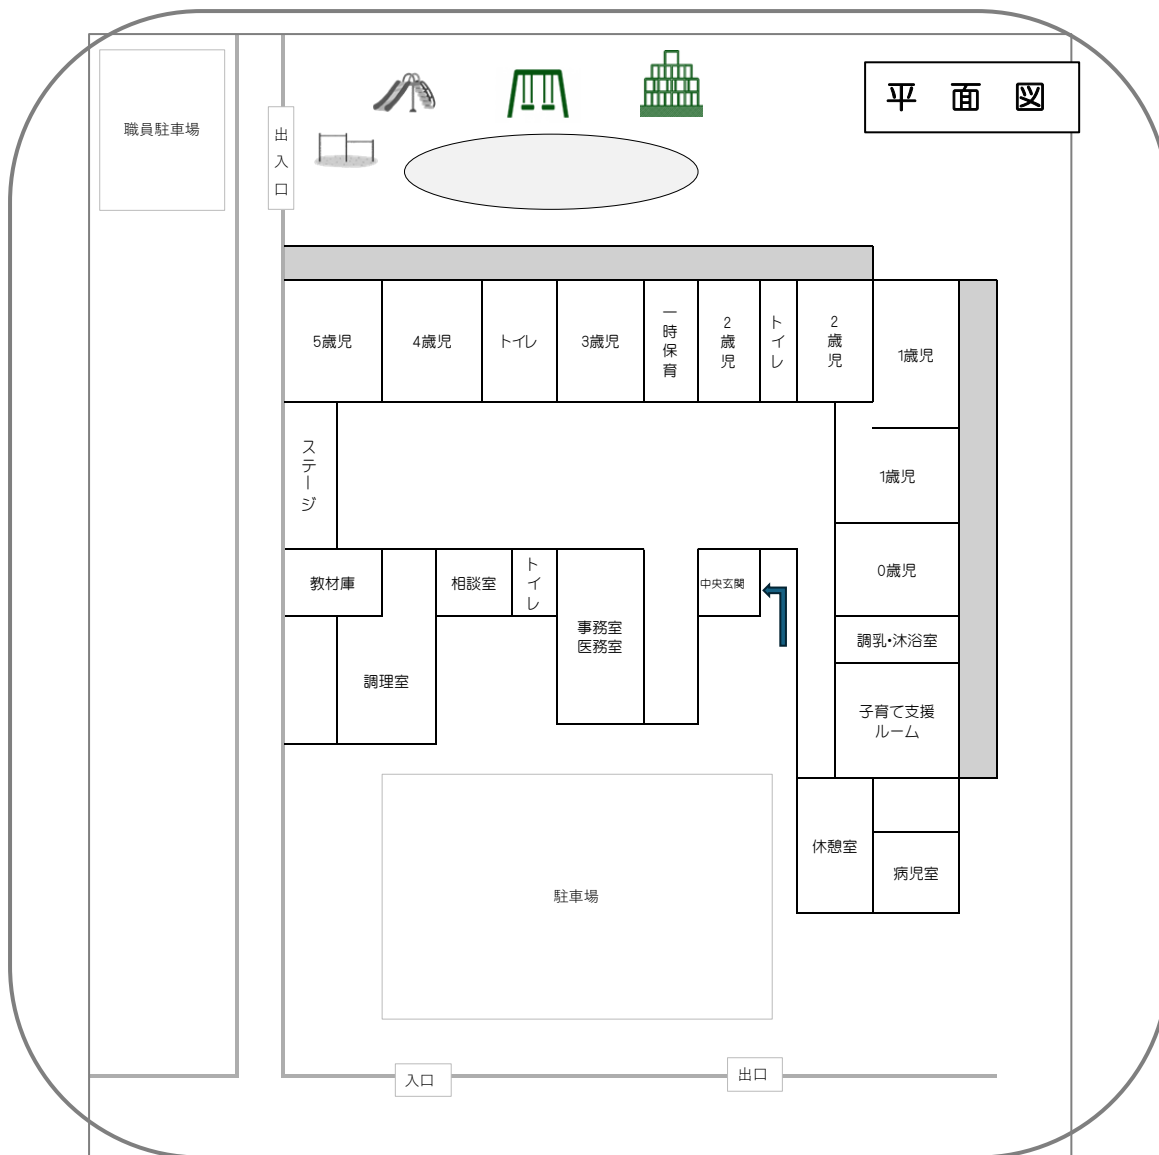 平面図
職員駐車場
出入口
5歳児
4歳児
トイレ
3歳児
一時保育
2歳児
トイレ
2歳児
1歳児
ステージ
1歳児
0歳児
教材庫
相談室
トイレ
中央玄関
事務室
医務室
調乳・沐浴室
調理室
子育て支援
ルーム
休憩室
病児室
駐車場
入口
出口